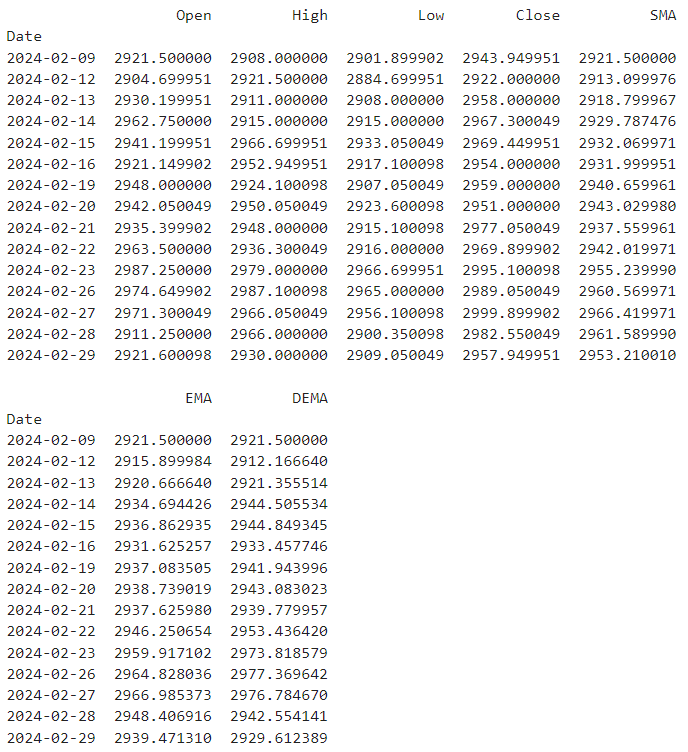 Open High Low Close SMA
Date
2024-02-09 2921.500000 2908.000000 2901.899902 2943.949951 2921.500000
2024-02-12 2904.699951 2921.500000 2884.699951 2922.000000 2913.099976
2024-02-13 2930.199951 2911.000000 2908.000000 2958.000000 2918.799967
2024-02-14 2962.750000 2915.000000 2915.000000 2967.300049 2929.787476
2024-02-15 2941.199951 2966.699951 2933.050049 2969.449951 2932.069971
2024-02-16 2921.149902 2952.949951 2917.100098 2954.000000 2931.999951
2024-02-19 2948.000000 2924.100098 2907.050049 2959.000000 2940.659961
2024-02-20 2942.050049 2950.050049 2923.600098 2951.000000 2943.029980
2024-02-21 2935.399902 2948.000000 2915.100098 2977.050049 2937.559961
2024-02-22 2963.500000 2936.300049 2916.000000 2969.899902 2942.019971
2024-02-23 2987.250000 2979.000000 2966.699951 2995.100098 2955.239990
2024-02-26 2974.649902 2987.100098 2965.000000 2989.050049 2960.569971
2024-02-27 2971.300049 2966.050049 2956.100098 2999.899902 2966.419971
2024-02-28 2911.250000 2966.000000 2900.350098 2982.550049 2961.589990
2024-02-29 2921.600098 2930.000000 2909.050049 2957.949951 2953.210010
EMA DEMA
Date
2024-02-09 2921.500000 2921.500000
2024-02-12 2915.899984 2912.166640
2024-02-13 2920.666640 2921.355514
2024-02-14 2934.694426 2944.505534
2024-02-15 2936.862935 2944.849345
2024-02-16 2931.625257 2933.457746
2024-02-19 2937.083505 2941.943996
2024-02-20 2938.739019 2943.083023
2024-02-21 2937.625980 2939.779957
2024-02-22 2946.250654 2953.436420
2024-02-23 2959.917102 2973.818579
2024-02-26 2964.828036 2977.369642
2024-02-27 2966.985373 2976.784670
2024-02-28 2948.406916 2942.554141
2024-02-29 2939.471310 2929.612389